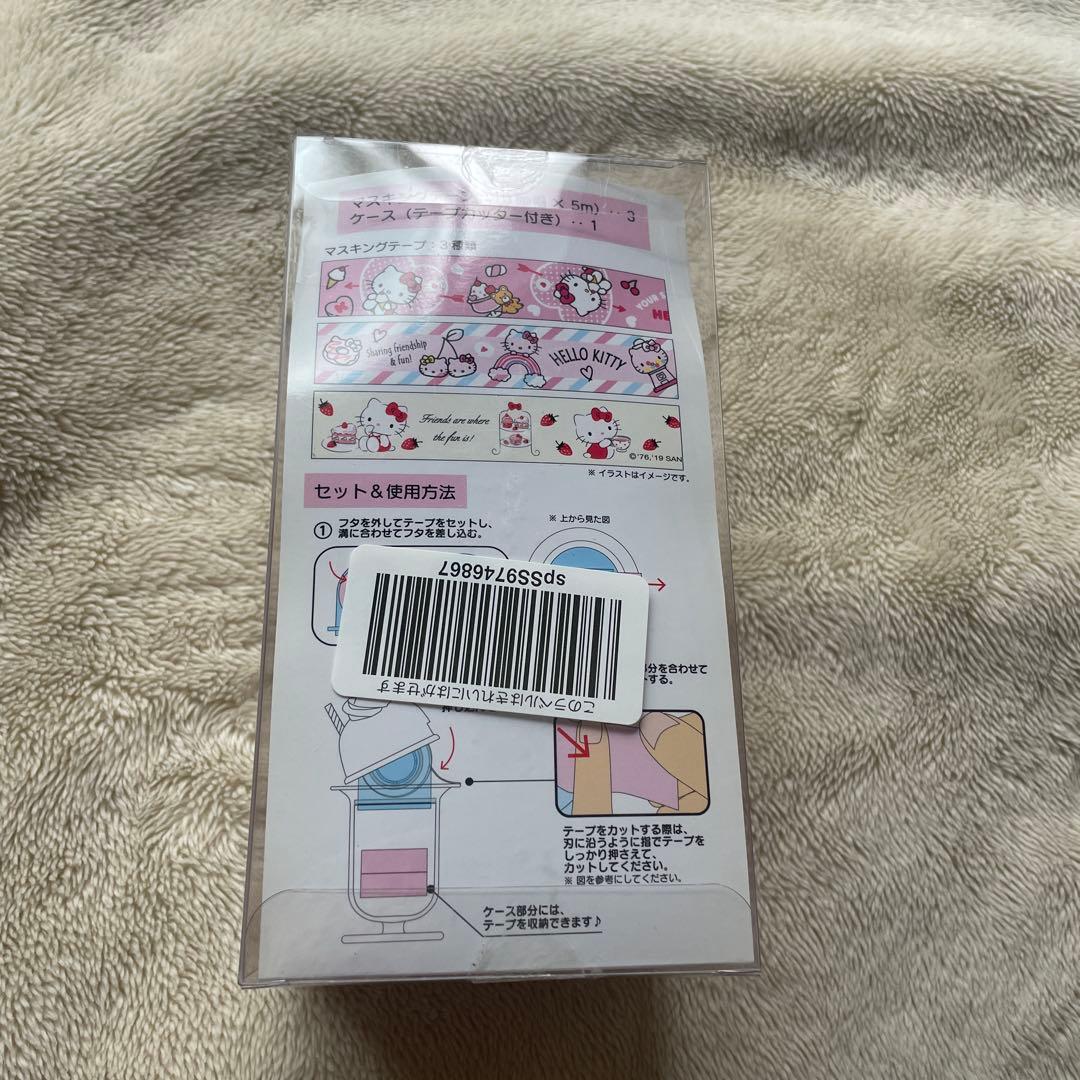 マスキ
× 5m) ‥ 3
ケース（テープカッター付き）‥ 1
マスキングテープ：3種類
YOUR
HE
Sharing friendship
& fun!
HELLO KITTY
Friends are where
the fun is!
©'76,'19 SAN
※ イラストはイメージです。
セット＆使用方法
① フタを外してテープをセットし、
溝に合わせてフタを差し込む。
※ 上から見た図
spSS9746867
このラベルはきれいにはがせます
分を合わせて
する。
テープをカットする際は、
刃に沿うように指でテープを
しっかり押さえて、
カットしてください。
※ 図を参考にしてください。
ケース部分には、
テープを収納できます♪